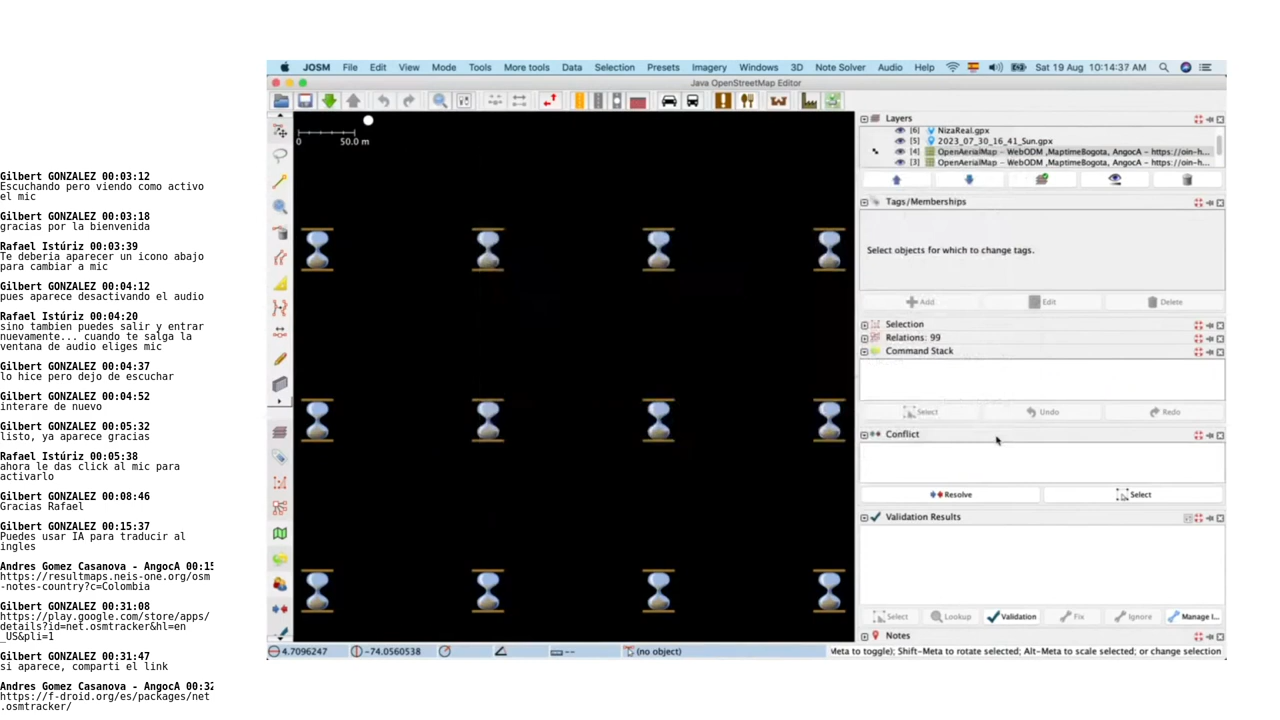 Gilbert GONZALEZ 00:03:12
Escuchando pero viendo como activo
el mic
Gilbert GONZALEZ 00:03:18
gracias por la bienvenida
Rafael Istúriz 00:03:39
Te deberia aparecer un icono abajo
para cambiar a mic
Gilbert GONZALEZ 00:04:12
pues aparece desactivando el audio
Rafael Istúriz 00:04:20
sino tambien puedes salir y entrar
nuevamente... cuando te salga la
ventana de audio eliges mic
Gilbert GONZALEZ 00:04:37
lo hice pero dejo de escuchar
Gilbert GONZALEZ 00:04:52
interare de nuevo
Gilbert GONZALEZ 00:05:32
listo, ya aparece gracias
Rafael Istúriz 00:05:38
ahora le das click al mic para
activarlo
Gilbert GONZALEZ 00:08:46
Gracias Rafael
Gilbert GONZALEZ 00:15:37
Puedes usar IA para traducir al
ingles
Andres Gomez Casanova - AngocA 00:15
https://resultmaps.neis-one.org/osm
-notes-country?c=Colombia
Gilbert GONZALEZ 00:31:08
https://play.google.com/store/apps/
details?id=net.osmtracker&hl=en
_US&pli=1
Gilbert GONZALEZ 00:31:47
si aparece, comparti el link
Andres Gomez Casanova - AngocA 00:32
https://f-droid.org/es/packages/net
.osmtracker/
JOSM File Edit View Mode Tools More tools Data Selection Presets Imagery Windows 3D Note Solver Audio Help Sat 19 Aug 10:14:37 AM
Java OpenStreetMap Editor
0 50.0 m
Layers
[6] NizaReal.gpx
[5] 2023_07_30_16_41_Sun.gpx
[4] OpenAerialMap - WebODM ,MaptimeBogota, AngocA - https://oin-h...
[3] OpenAerialMap - WebODM ,MaptimeBogota, AngocA - https://oin-h...
Tags/Memberships
Select objects for which to change tags.
Add Edit Delete
Selection
Relations: 99
Command Stack
Select Undo Redo
Conflict
Resolve Select
Validation Results
Select Lookup Validation Fix Ignore Manage I...
Notes
4.7096247 -74.0560538 -- (no object) Meta to toggle); Shift-Meta to rotate selected; Alt-Meta to scale selected; or change selection